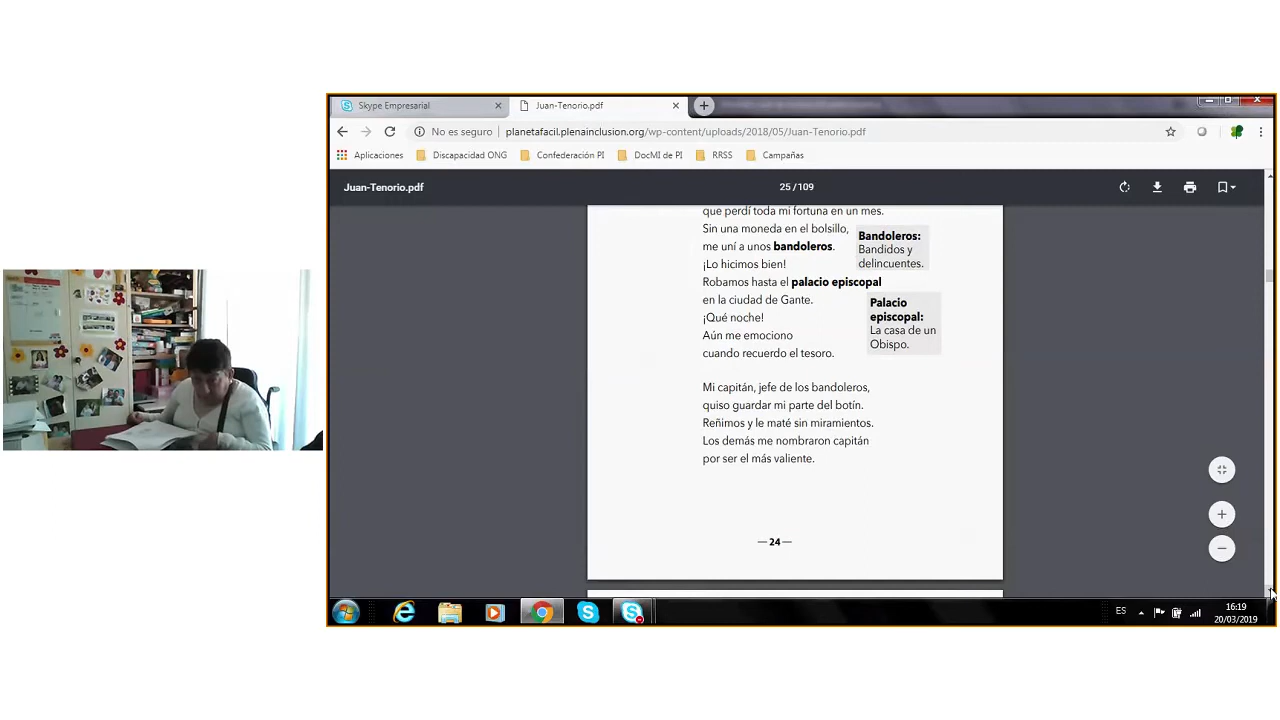 Skype Empresarial
Juan-Tenorio.pdf
No es seguro planetafacil.plenainclusion.org/wp-content/uploads/2018/05/Juan-Tenorio.pdf
Aplicaciones Discapacidad ONG Confederación PI DocMI de PI RRSS Campañas
Juan-Tenorio.pdf 25 / 109
que perdí toda mi fortuna en un mes.
Sin una moneda en el bolsillo,
me uní a unos bandoleros.
¡Lo hicimos bien!
Robamos hasta el palacio episcopal
en la ciudad de Gante.
¡Qué noche!
Aún me emociono
cuando recuerdo el tesoro.
Bandoleros:
Bandidos y
delincuentes.
Palacio
episcopal:
La casa de un
Obispo.
Mi capitán, jefe de los bandoleros,
quiso guardar mi parte del botín.
Reñimos y le maté sin miramientos.
Los demás me nombraron capitán
por ser el más valiente.
— 24 —
ES
16:19
20/03/2019